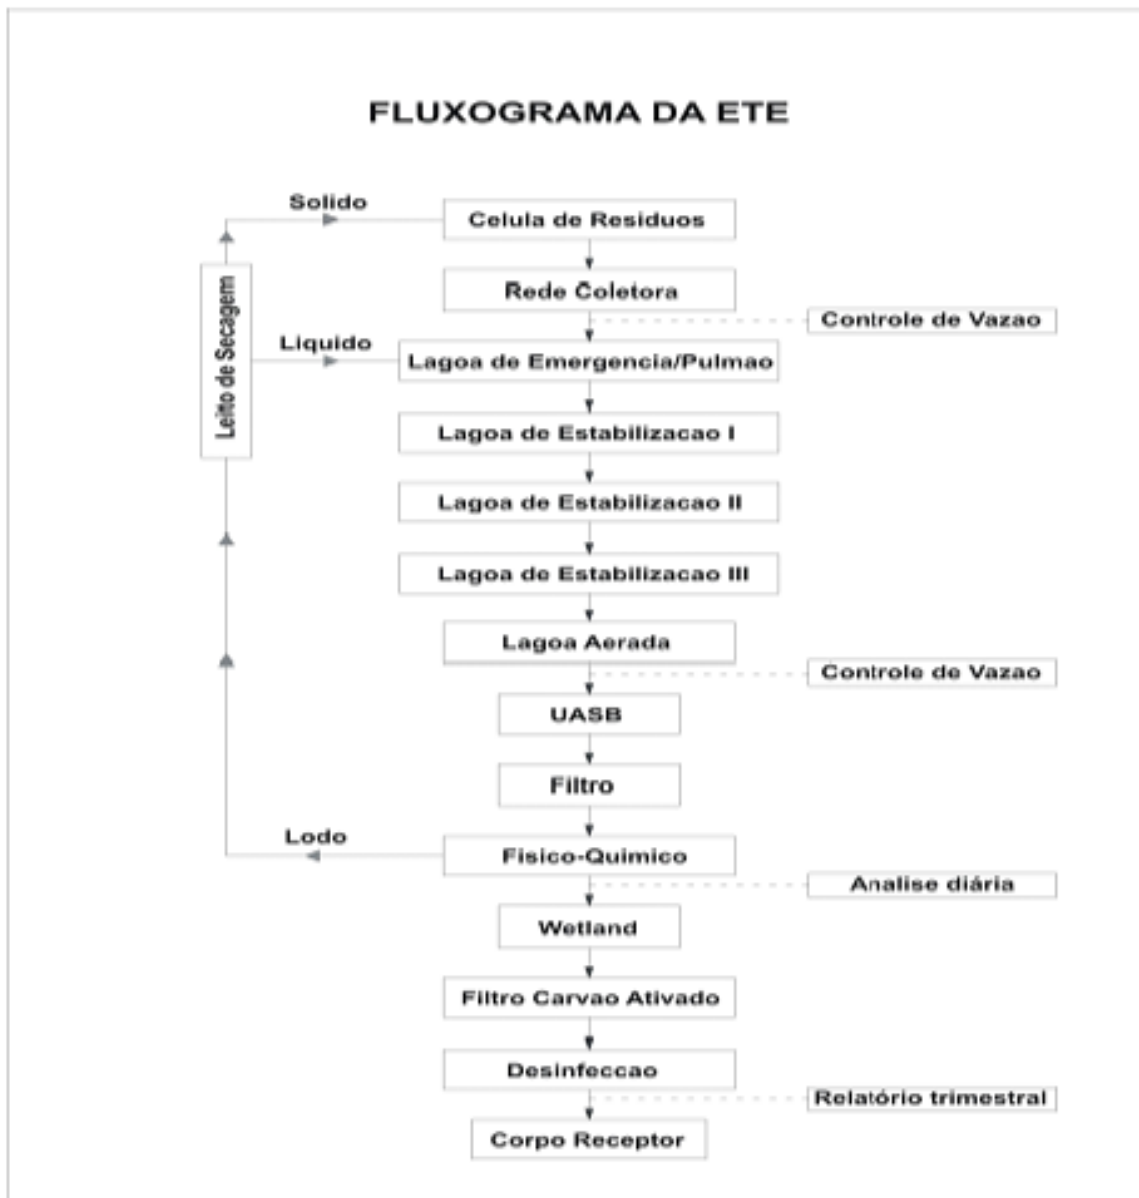 FLUXOGRAMA DA ETE
Solido
Celula de Residuos
Rede Coletora
Controle de Vazao
Leito de Secagem
Liquido
Lagoa de Emergencia/Pulmao
Lagoa de Estabilizacao I
Lagoa de Estabilizacao II
Lagoa de Estabilizacao III
Lagoa Aerada
Controle de Vazao
UASB
Filtro
Lodo
Fisico-Quimico
Analise diária
Wetland
Filtro Carvao Ativado
Desinfeccao
Relatório trimestral
Corpo Receptor